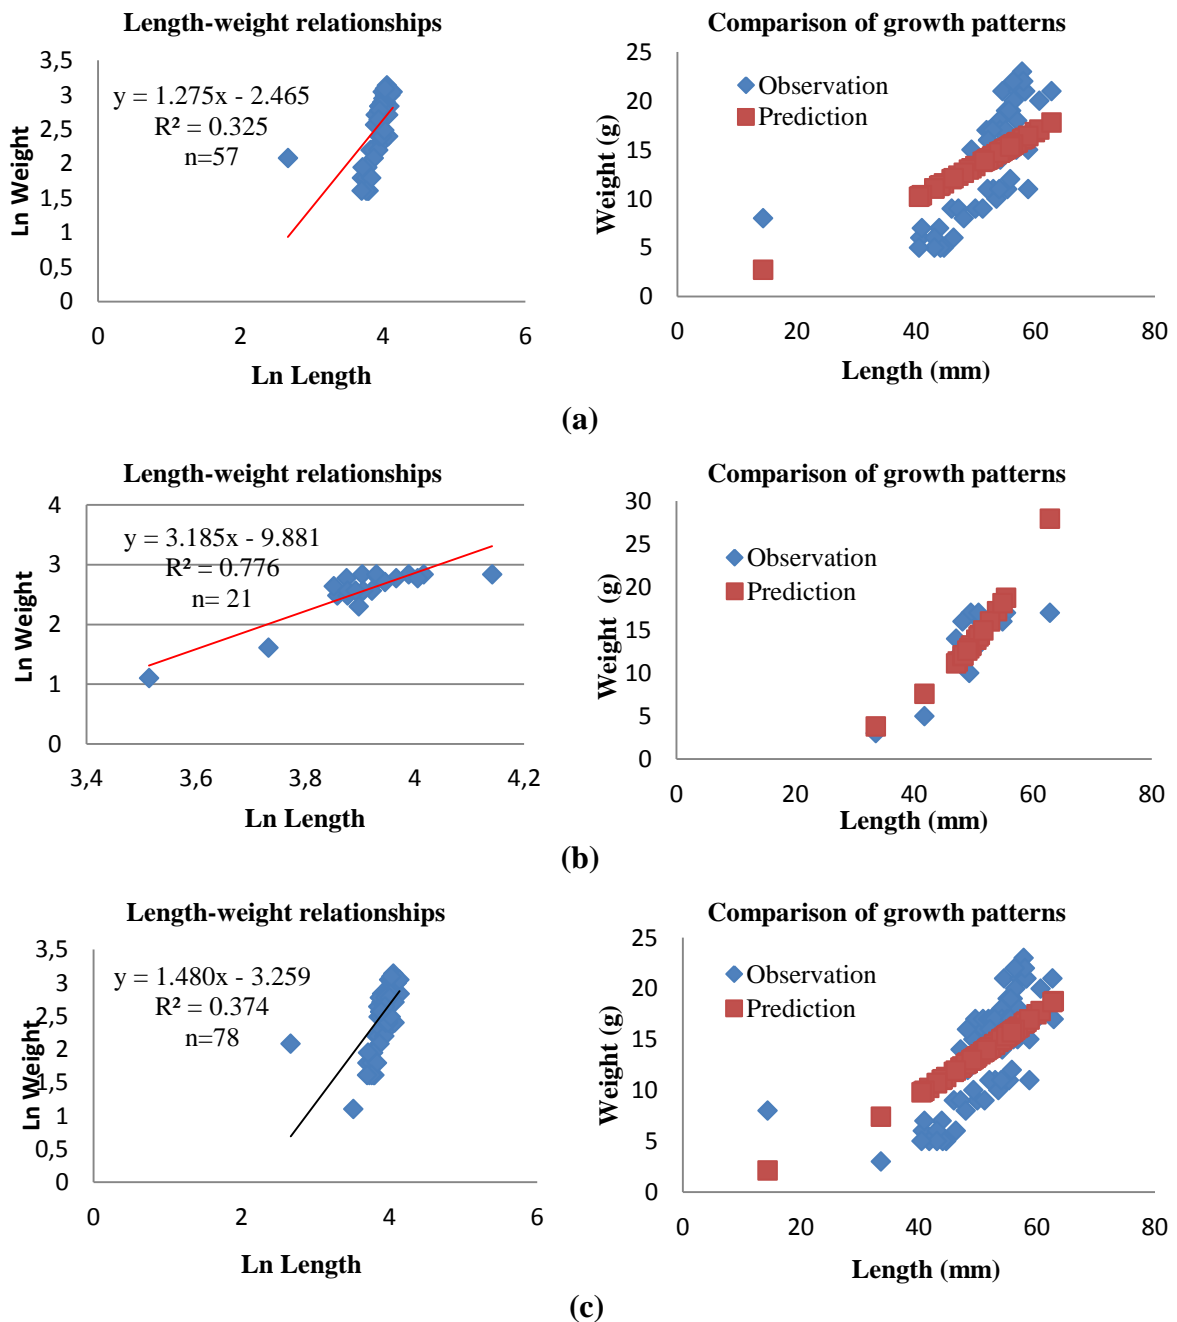 Length-weight relationships
3,5
3
2,5
2
1,5
1
0,5
0
y = 1.275x - 2.465
R² = 0.325
n=57
Ln Weight
0
2
4
6
Ln Length
Comparison of growth patterns
25
20
15
10
5
0
Observation
Prediction
Weight (g)
0
20
40
60
80
Length (mm)
(a)
Length-weight relationships
4
3
2
1
0
y = 3.185x - 9.881
R² = 0.776
n= 21
Ln Weight
3,4
3,6
3,8
4
4,2
Ln Length
Comparison of growth patterns
30
25
20
15
10
5
0
Observation
Prediction
Weight (g)
0
20
40
60
80
Length (mm)
(b)
Length-weight relationships
3,5
3
2,5
2
1,5
1
0,5
0
y = 1.480x - 3.259
R² = 0.374
n=78
Ln Weight
0
2
4
6
Ln Length
Comparison of growth patterns
25
20
15
10
5
0
Observation
Prediction
Weight (g)
0
20
40
60
80
Length (mm)
(c)